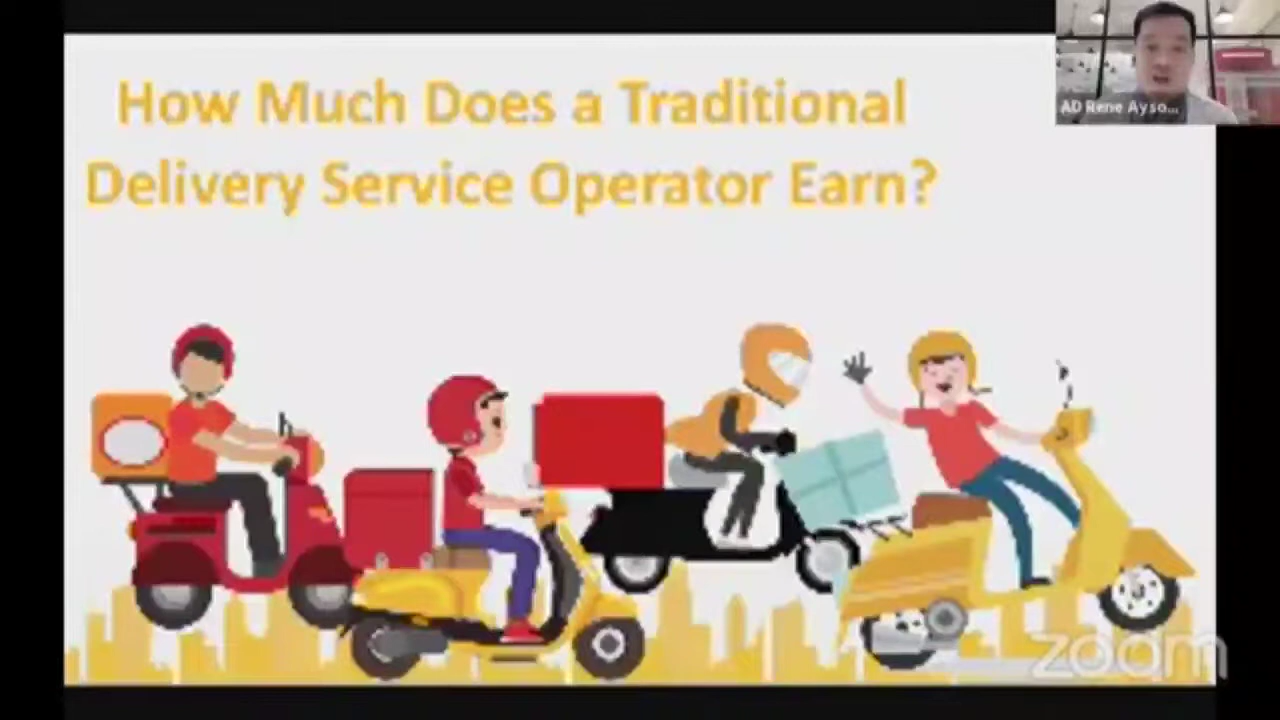 How Much Does a Traditional
Delivery Service Operator Earn?
AD Rene Ayso...
zoom